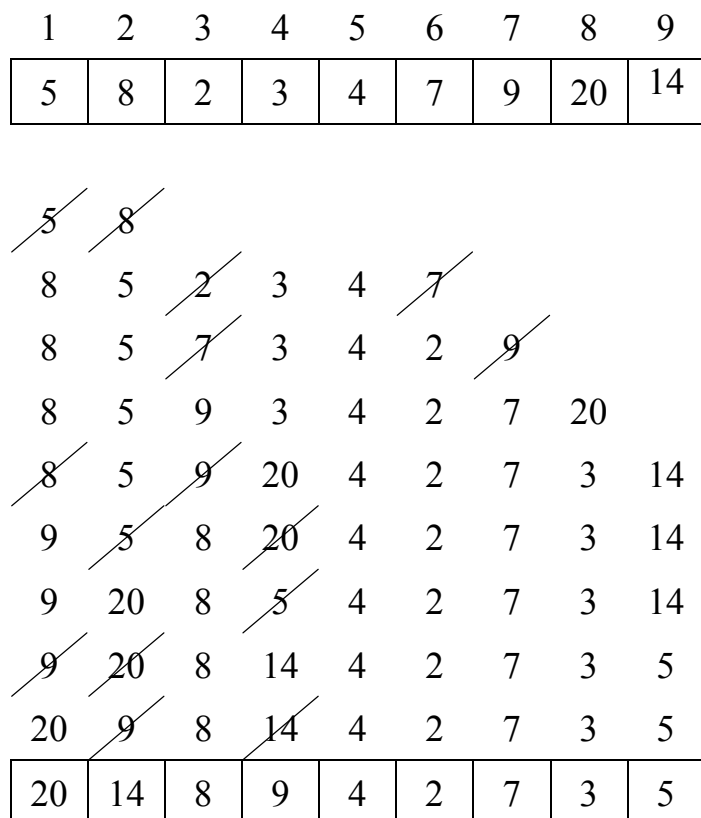 1 2 3 4 5 6 7 8 9
5 8 2 3 4 7 9 20 14
5 8
8 5 2 3 4 7
8 5 7 3 4 2 9
8 5 9 3 4 2 7 20
8 5 9 20 4 2 7 3 14
9 5 8 20 4 2 7 3 14
9 20 8 5 4 2 7 3 14
9 20 8 14 4 2 7 3 5
20 9 8 14 4 2 7 3 5
20 14 8 9 4 2 7 3 5